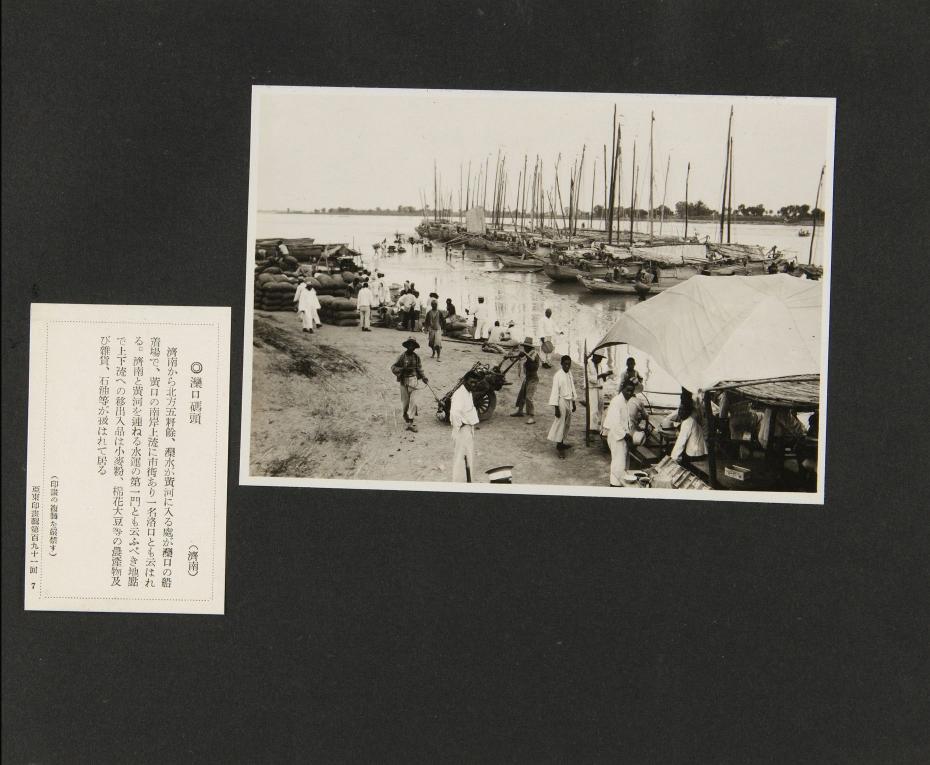 ◎濼口碼頭
（濟南）
濟南から北方五粁餘、濼水が黄河に入る處が濼口の船
着場で、黄口の南岸上流に市街あり一名洛口とも云はれ
る。濟南と黄河を連ねる水運の第一門とも云ふべき地點
で上下流への移出入品は小麥粉、棉花大豆等の農產物及
び雜貨、石油等が扱はれて居る
（印畫の複製を嚴禁す）
亞東印畫輯第百九十一回 7